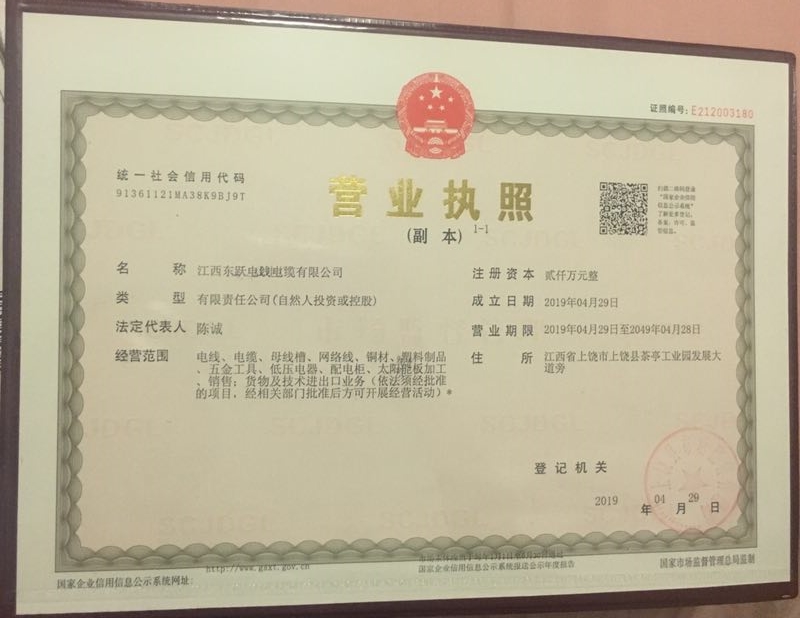 证照编号:E212003180
统一社会信用代码
91361121MA38K9BJ9T
营业执照
(副 本) 1-1
扫描二维码登录
"国家企业信用
信息公示系统"
了解更多登记、
备案、许可、监
管信息。
名 称 江西东跃电线电缆有限公司
类 型 有限责任公司(自然人投资或控股)
法定代表人 陈诚
经营范围 电线、电缆、母线槽、网络线、铜材、塑料制品
、五金工具、低压电器、配电柜、太阳能板加工
、销售;货物及技术进出口业务(依法须经批准
的项目,经相关部门批准后方可开展经营活动)*
注册资本 贰仟万元整
成立日期 2019年04月29日
营业期限 2019年04月29日至2049年04月28日
住 所 江西省上饶市上饶县茶亭工业园发展大
道旁
登记机关
2019 年 04 月 29 日
国家企业信用信息公示系统网址:
http://www.gsxt.gov.cn
国家企业信用信息公示系统报送公示年度报告
国家市场监督管理总局监制